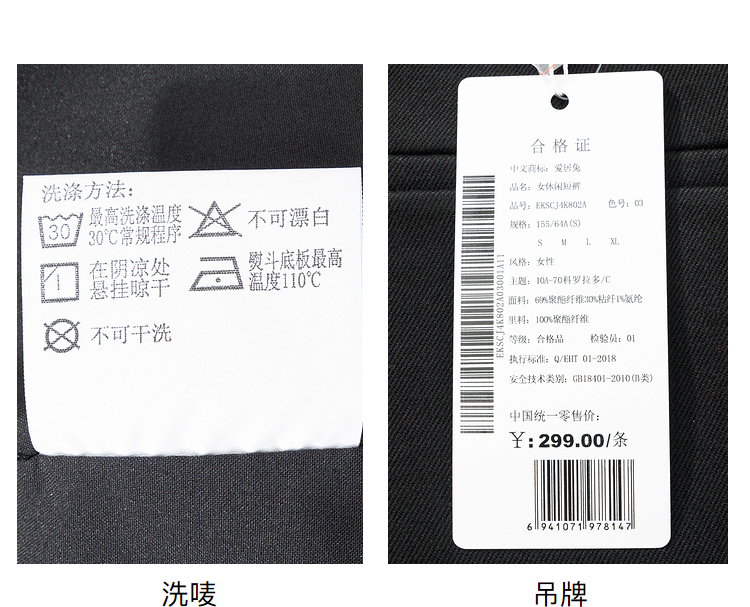 洗涤方法:
30
最高洗涤温度
30℃常规程序
不可漂白
在阴凉处
悬挂晾干
熨斗底板最高
温度110℃
不可干洗
洗唛
合格证
中文商标: 爱居兔
品名: 女休闲短裤
品号: EKSCJ4K802A 色号: 03
规格: 155/64A(S)
S M L XL
风格: 女性
主题: 10A-70科罗拉多/C
面料: 69%聚酯纤维30%粘纤1%氨纶
里料: 100%聚酯纤维
等级: 合格品 检验员: 01
执行标准: Q/EHT 01-2018
安全技术类别: GB18401-2010(B类)
中国统一零售价:
¥: 299.00/条
6 941071 978147
EKSCJ4K802A03001A11
吊牌